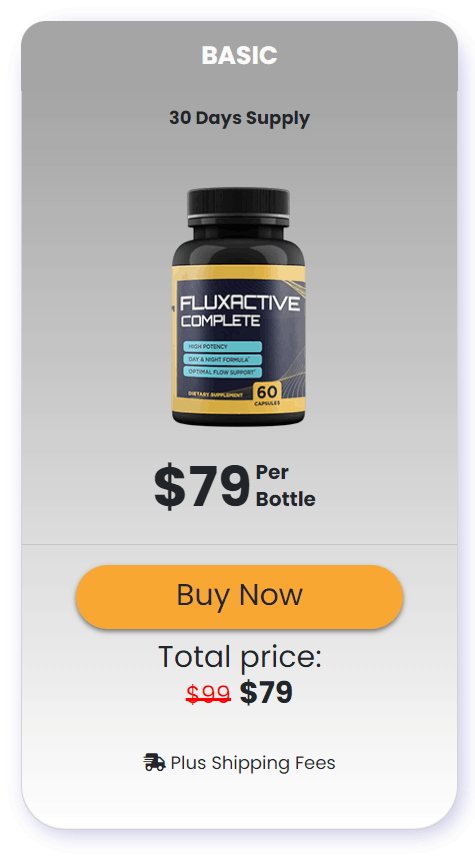 BASIC
30 Days Supply
FLUXACTIVE
COMPLETE
HIGH POTENCY
DAY & NIGHT FORMULA*
OPTIMAL FLOW SUPPORT*
DIETARY SUPPLEMENT
60
CAPSULES
$79 Per
Bottle
Buy Now
Total price:
$99 $79
Plus Shipping Fees